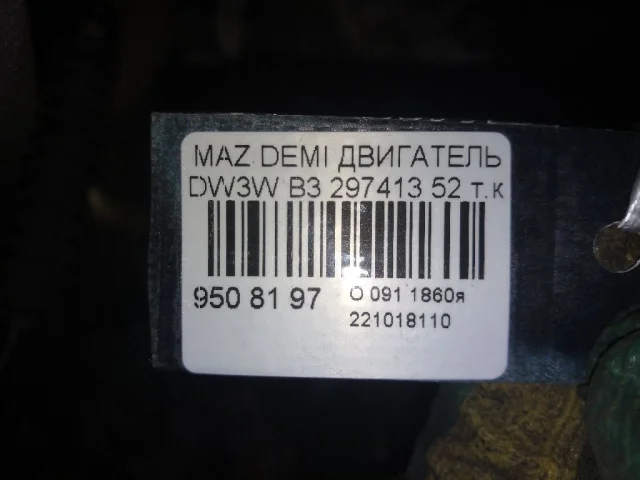 MAZ DEMI ДВИГАТЕЛЬ
DW3W B3 297413 52 т.к
950 81 97
О 091 1860я
221018110